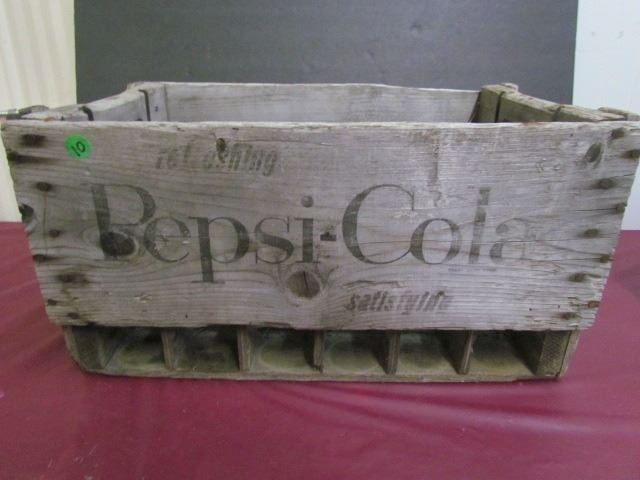 10
refreshing
Pepsi-Cola
satisfying